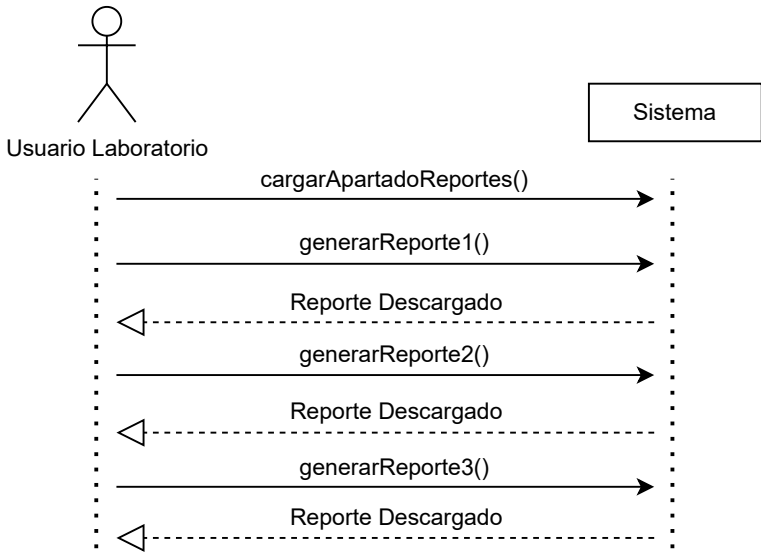 Sistema
Usuario Laboratorio
cargarApartadoReportes()
generarReporte1()
Reporte Descargado
generarReporte2()
Reporte Descargado
generarReporte3()
Reporte Descargado